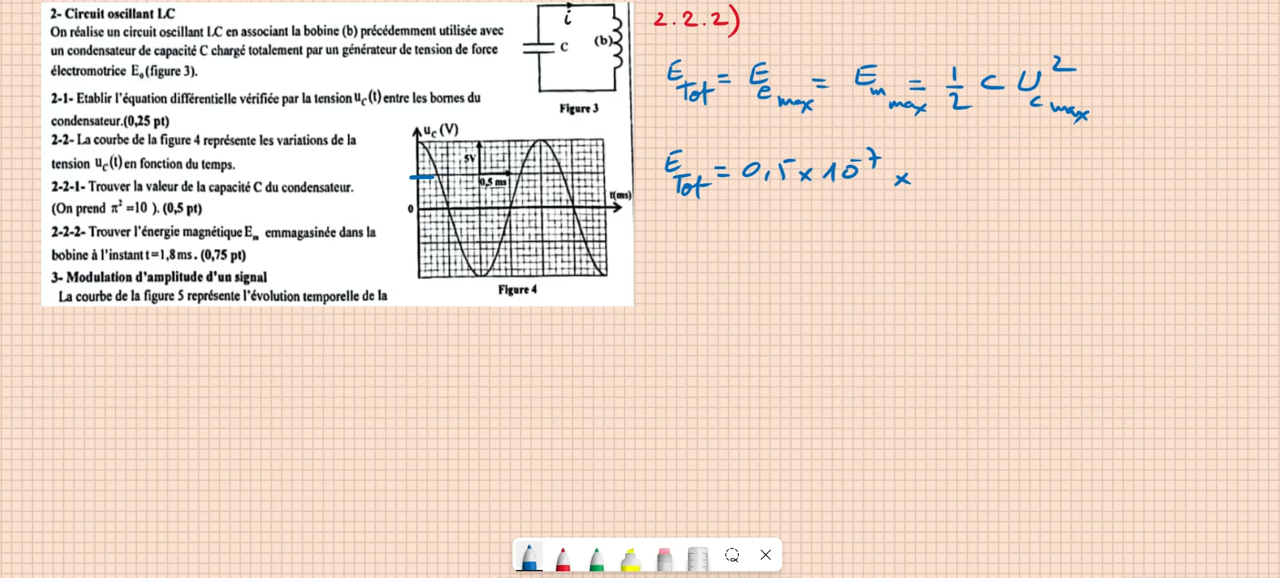 2- Circuit oscillant LC
On réalise un circuit oscillant LC en associant la bobine (b) précédemment utilisée avec
un condensateur de capacité C chargé totalement par un générateur de tension de force
électromotrice E₀ (figure 3).
2-1- Etablir l'équation différentielle vérifiée par la tension u_c(t) entre les bornes du
condensateur.(0,25 pt)
2-2- La courbe de la figure 4 représente les variations de la
tension u_c(t) en fonction du temps.
2-2-1- Trouver la valeur de la capacité C du condensateur.
(On prend π² =10 ). (0,5 pt)
2-2-2- Trouver l'énergie magnétique E_m emmagasinée dans la
bobine à l'instant t=1,8ms. (0,75 pt)
3- Modulation d'amplitude d'un signal
La courbe de la figure 5 représente l'évolution temporelle de la
i
C
(b)
Figure 3
u_c (V)
5V
0,5 ms
t(ms)
0
Figure 4
2.2.2)
E_Tot = E_e max = E_m max = 1/2 C U_c max²
E_Tot = 0,5 × 10⁻⁷ ×